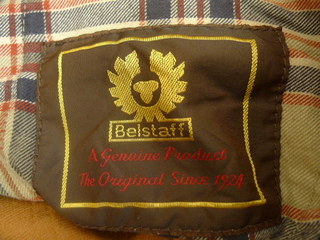 Belstaff
A Genuine Product
The Original Since 1924